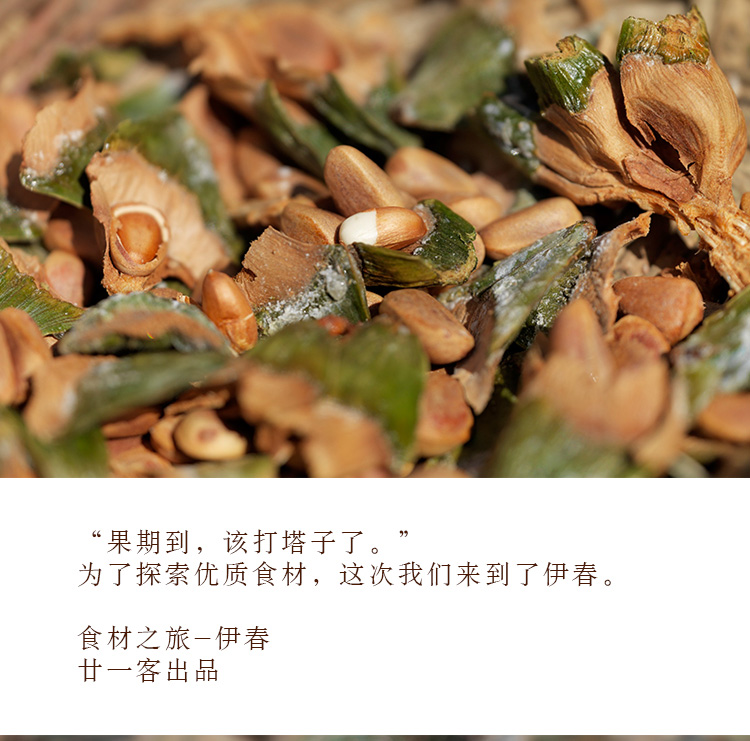 “果期到，该打塔子了。”
为了探索优质食材，这次我们来到了伊春。
食材之旅–伊春
廿一客出品